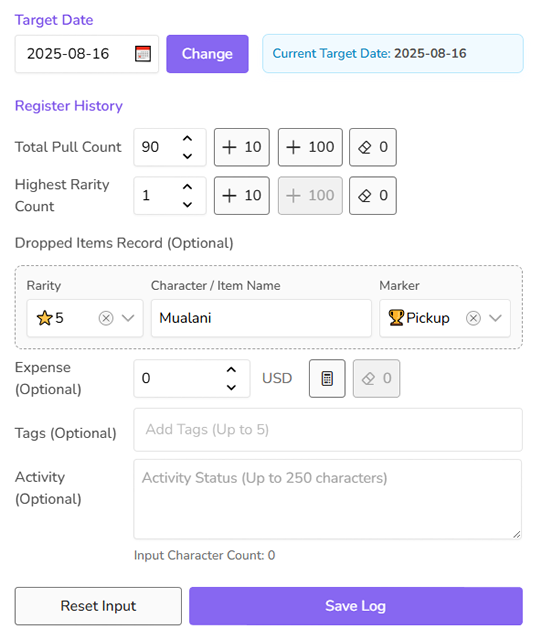 Target Date
2025-08-16 Change Current Target Date: 2025-08-16
Register History
Total Pull Count 90 + 10 + 100 0
Highest Rarity
Count 1 + 10 + 100 0
Dropped Items Record (Optional)
Rarity Character / Item Name Marker
5 Mualani Pickup
Expense
(Optional) 0 USD 0
Tags (Optional) Add Tags (Up to 5)
Activity
(Optional) Activity Status (Up to 250 characters)
Input Character Count: 0
Reset Input Save Log